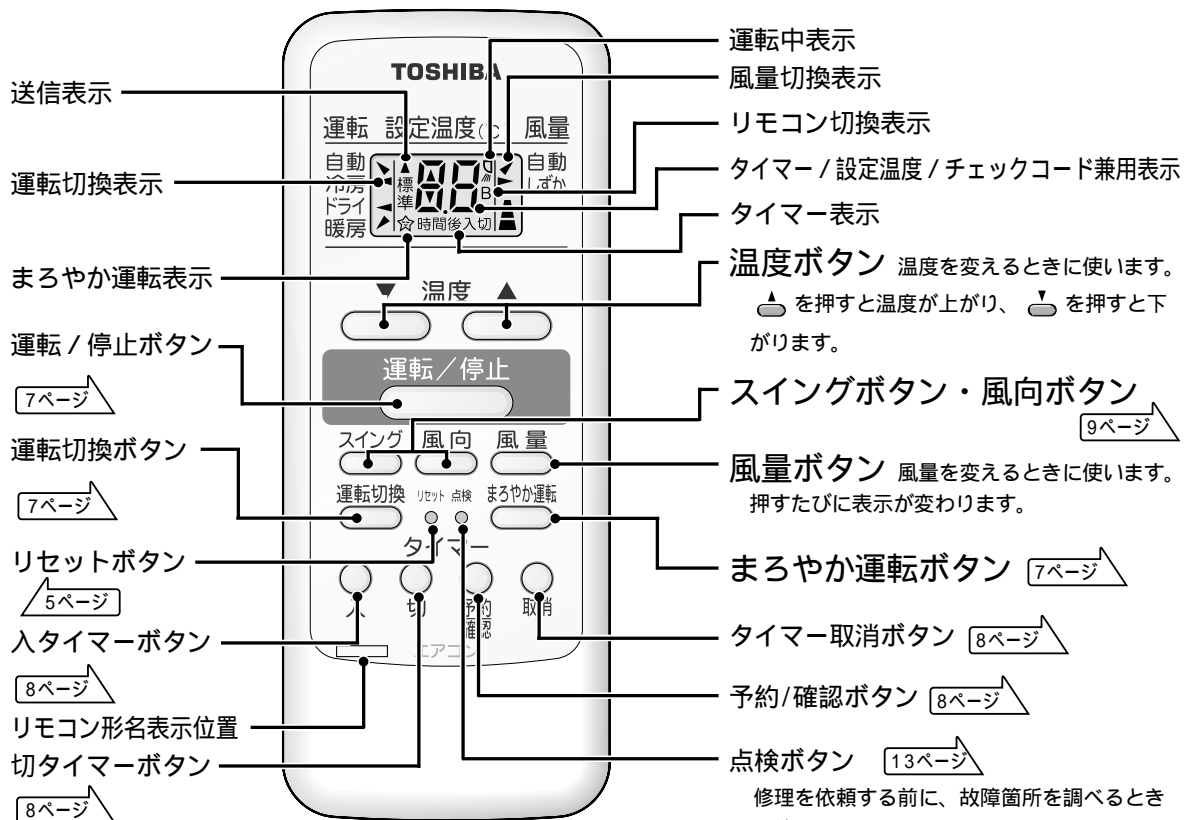 送信表示
運転切換表示
まろやか運転表示
運転 / 停止ボタン
7ページ
運転切換ボタン
7ページ
リセットボタン
5ページ
入タイマーボタン
8ページ
リモコン形名表示位置
切タイマーボタン
8ページ
TOSHIBA
運転 設定温度(℃) 風量
自動
冷房
ドライ
暖房
標準
88
B
時間後入切
自動
しずか
▼ 温度 ▲
運転／停止
スイング 風向 風量
運転切換 リセット 点検 まろやか運転
タイマー
入 切 予約確認 取消
エアコン
運転中表示
風量切換表示
リモコン切換表示
タイマー / 設定温度 / チェックコード兼用表示
タイマー表示
温度ボタン 温度を変えるときに使います。
を押すと温度が上がり、 を押すと下
がります。
スイングボタン・風向ボタン
9ページ
風量ボタン 風量を変えるときに使います。
押すたびに表示が変わります。
まろやか運転ボタン 7ページ
タイマー取消ボタン 8ページ
予約/確認ボタン 8ページ
点検ボタン 13ページ
修理を依頼する前に、故障箇所を調べるとき